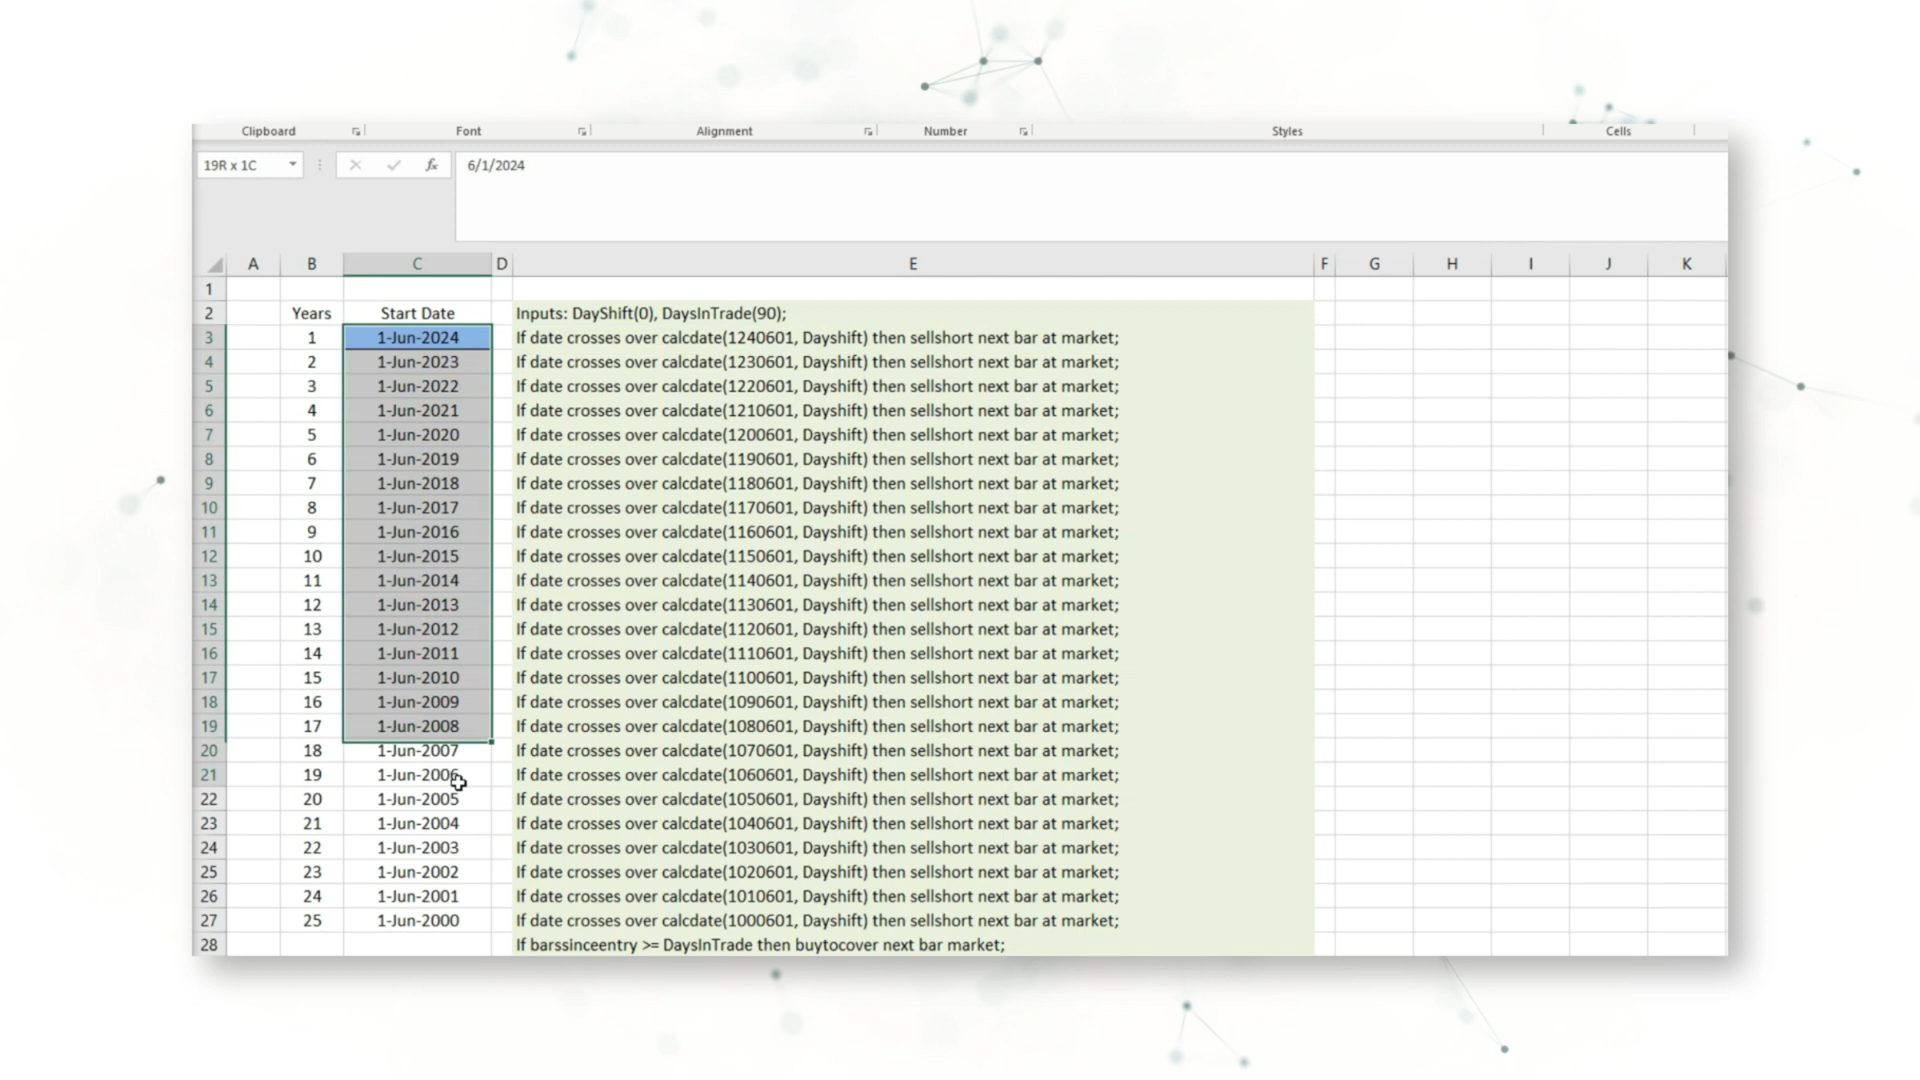 Clipboard Font Alignment Number Styles Cells
19R x 1C fx 6/1/2024
A B C D E F G H I J K
1
2 Years Start Date Inputs: DayShift(0), DaysInTrade(90);
3 1 1-Jun-2024 If date crosses over calcdate(1240601, Dayshift) then sellshort next bar at market;
4 2 1-Jun-2023 If date crosses over calcdate(1230601, Dayshift) then sellshort next bar at market;
5 3 1-Jun-2022 If date crosses over calcdate(1220601, Dayshift) then sellshort next bar at market;
6 4 1-Jun-2021 If date crosses over calcdate(1210601, Dayshift) then sellshort next bar at market;
7 5 1-Jun-2020 If date crosses over calcdate(1200601, Dayshift) then sellshort next bar at market;
8 6 1-Jun-2019 If date crosses over calcdate(1190601, Dayshift) then sellshort next bar at market;
9 7 1-Jun-2018 If date crosses over calcdate(1180601, Dayshift) then sellshort next bar at market;
10 8 1-Jun-2017 If date crosses over calcdate(1170601, Dayshift) then sellshort next bar at market;
11 9 1-Jun-2016 If date crosses over calcdate(1160601, Dayshift) then sellshort next bar at market;
12 10 1-Jun-2015 If date crosses over calcdate(1150601, Dayshift) then sellshort next bar at market;
13 11 1-Jun-2014 If date crosses over calcdate(1140601, Dayshift) then sellshort next bar at market;
14 12 1-Jun-2013 If date crosses over calcdate(1130601, Dayshift) then sellshort next bar at market;
15 13 1-Jun-2012 If date crosses over calcdate(1120601, Dayshift) then sellshort next bar at market;
16 14 1-Jun-2011 If date crosses over calcdate(1110601, Dayshift) then sellshort next bar at market;
17 15 1-Jun-2010 If date crosses over calcdate(1100601, Dayshift) then sellshort next bar at market;
18 16 1-Jun-2009 If date crosses over calcdate(1090601, Dayshift) then sellshort next bar at market;
19 17 1-Jun-2008 If date crosses over calcdate(1080601, Dayshift) then sellshort next bar at market;
20 18 1-Jun-2007 If date crosses over calcdate(1070601, Dayshift) then sellshort next bar at market;
21 19 1-Jun-2006 If date crosses over calcdate(1060601, Dayshift) then sellshort next bar at market;
22 20 1-Jun-2005 If date crosses over calcdate(1050601, Dayshift) then sellshort next bar at market;
23 21 1-Jun-2004 If date crosses over calcdate(1040601, Dayshift) then sellshort next bar at market;
24 22 1-Jun-2003 If date crosses over calcdate(1030601, Dayshift) then sellshort next bar at market;
25 23 1-Jun-2002 If date crosses over calcdate(1020601, Dayshift) then sellshort next bar at market;
26 24 1-Jun-2001 If date crosses over calcdate(1010601, Dayshift) then sellshort next bar at market;
27 25 1-Jun-2000 If date crosses over calcdate(1000601, Dayshift) then sellshort next bar at market;
28 If barssinceentry >= DaysInTrade then buytocover next bar market;